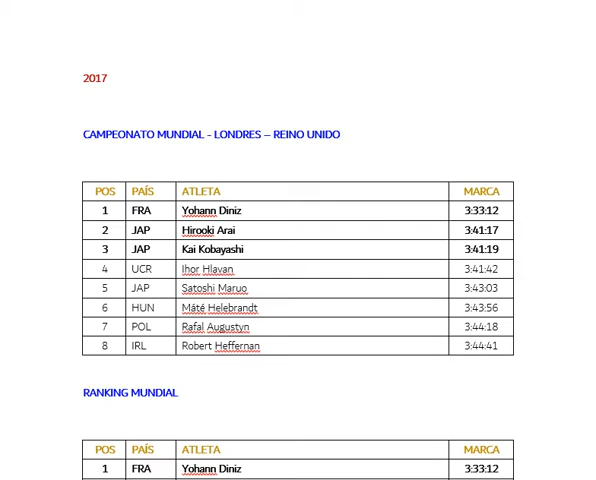 2017
CAMPEONATO MUNDIAL - LONDRES – REINO UNIDO
POS PAÍS ATLETA MARCA
1 FRA Yohann Diniz 3:33:12
2 JAP Hirooki Arai 3:41:17
3 JAP Kai Kobayashi 3:41:19
4 UCR Ihor Hlavan 3:41:42
5 JAP Satoshi Maruo 3:43:03
6 HUN Máté Helebrandt 3:43:56
7 POL Rafal Augustyn 3:44:18
8 IRL Robert Heffernan 3:44:41
RANKING MUNDIAL
POS PAÍS ATLETA MARCA
1 FRA Yohann Diniz 3:33:12